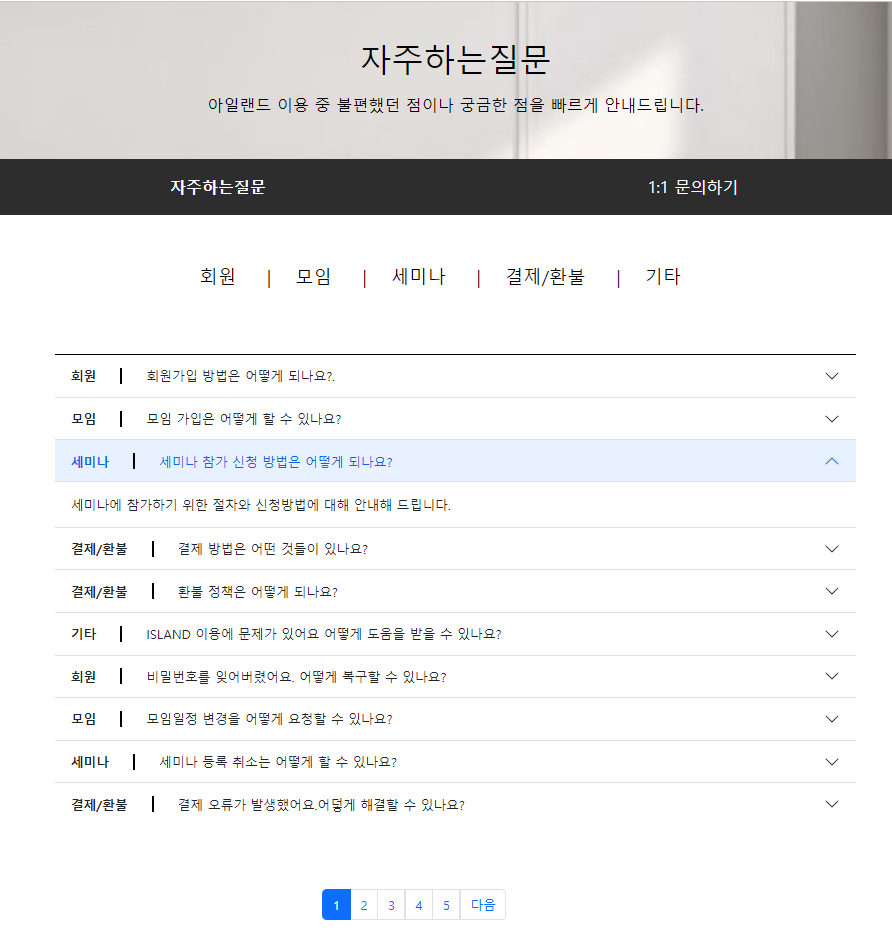 자주하는질문
아일랜드 이용 중 불편했던 점이나 궁금한 점을 빠르게 안내드립니다.
자주하는질문 1:1 문의하기
회원 | 모임 | 세미나 | 결제/환불 | 기타
회원 | 회원가입 방법은 어떻게 되나요?.
모임 | 모임 가입은 어떻게 할 수 있나요?
세미나 | 세미나 참가 신청 방법은 어떻게 되나요?
세미나에 참가하기 위한 절차와 신청방법에 대해 안내해 드립니다.
결제/환불 | 결제 방법은 어떤 것들이 있나요?
결제/환불 | 환불 정책은 어떻게 되나요?
기타 | ISLAND 이용에 문제가 있어요 어떻게 도움을 받을 수 있나요?
회원 | 비밀번호를 잊어버렸어요. 어떻게 복구할 수 있나요?
모임 | 모임일정 변경을 어떻게 요청할 수 있나요?
세미나 | 세미나 등록 취소는 어떻게 할 수 있나요?
결제/환불 | 결제 오류가 발생했어요.어덯게 해결할 수 있나요?
1 2 3 4 5 다음